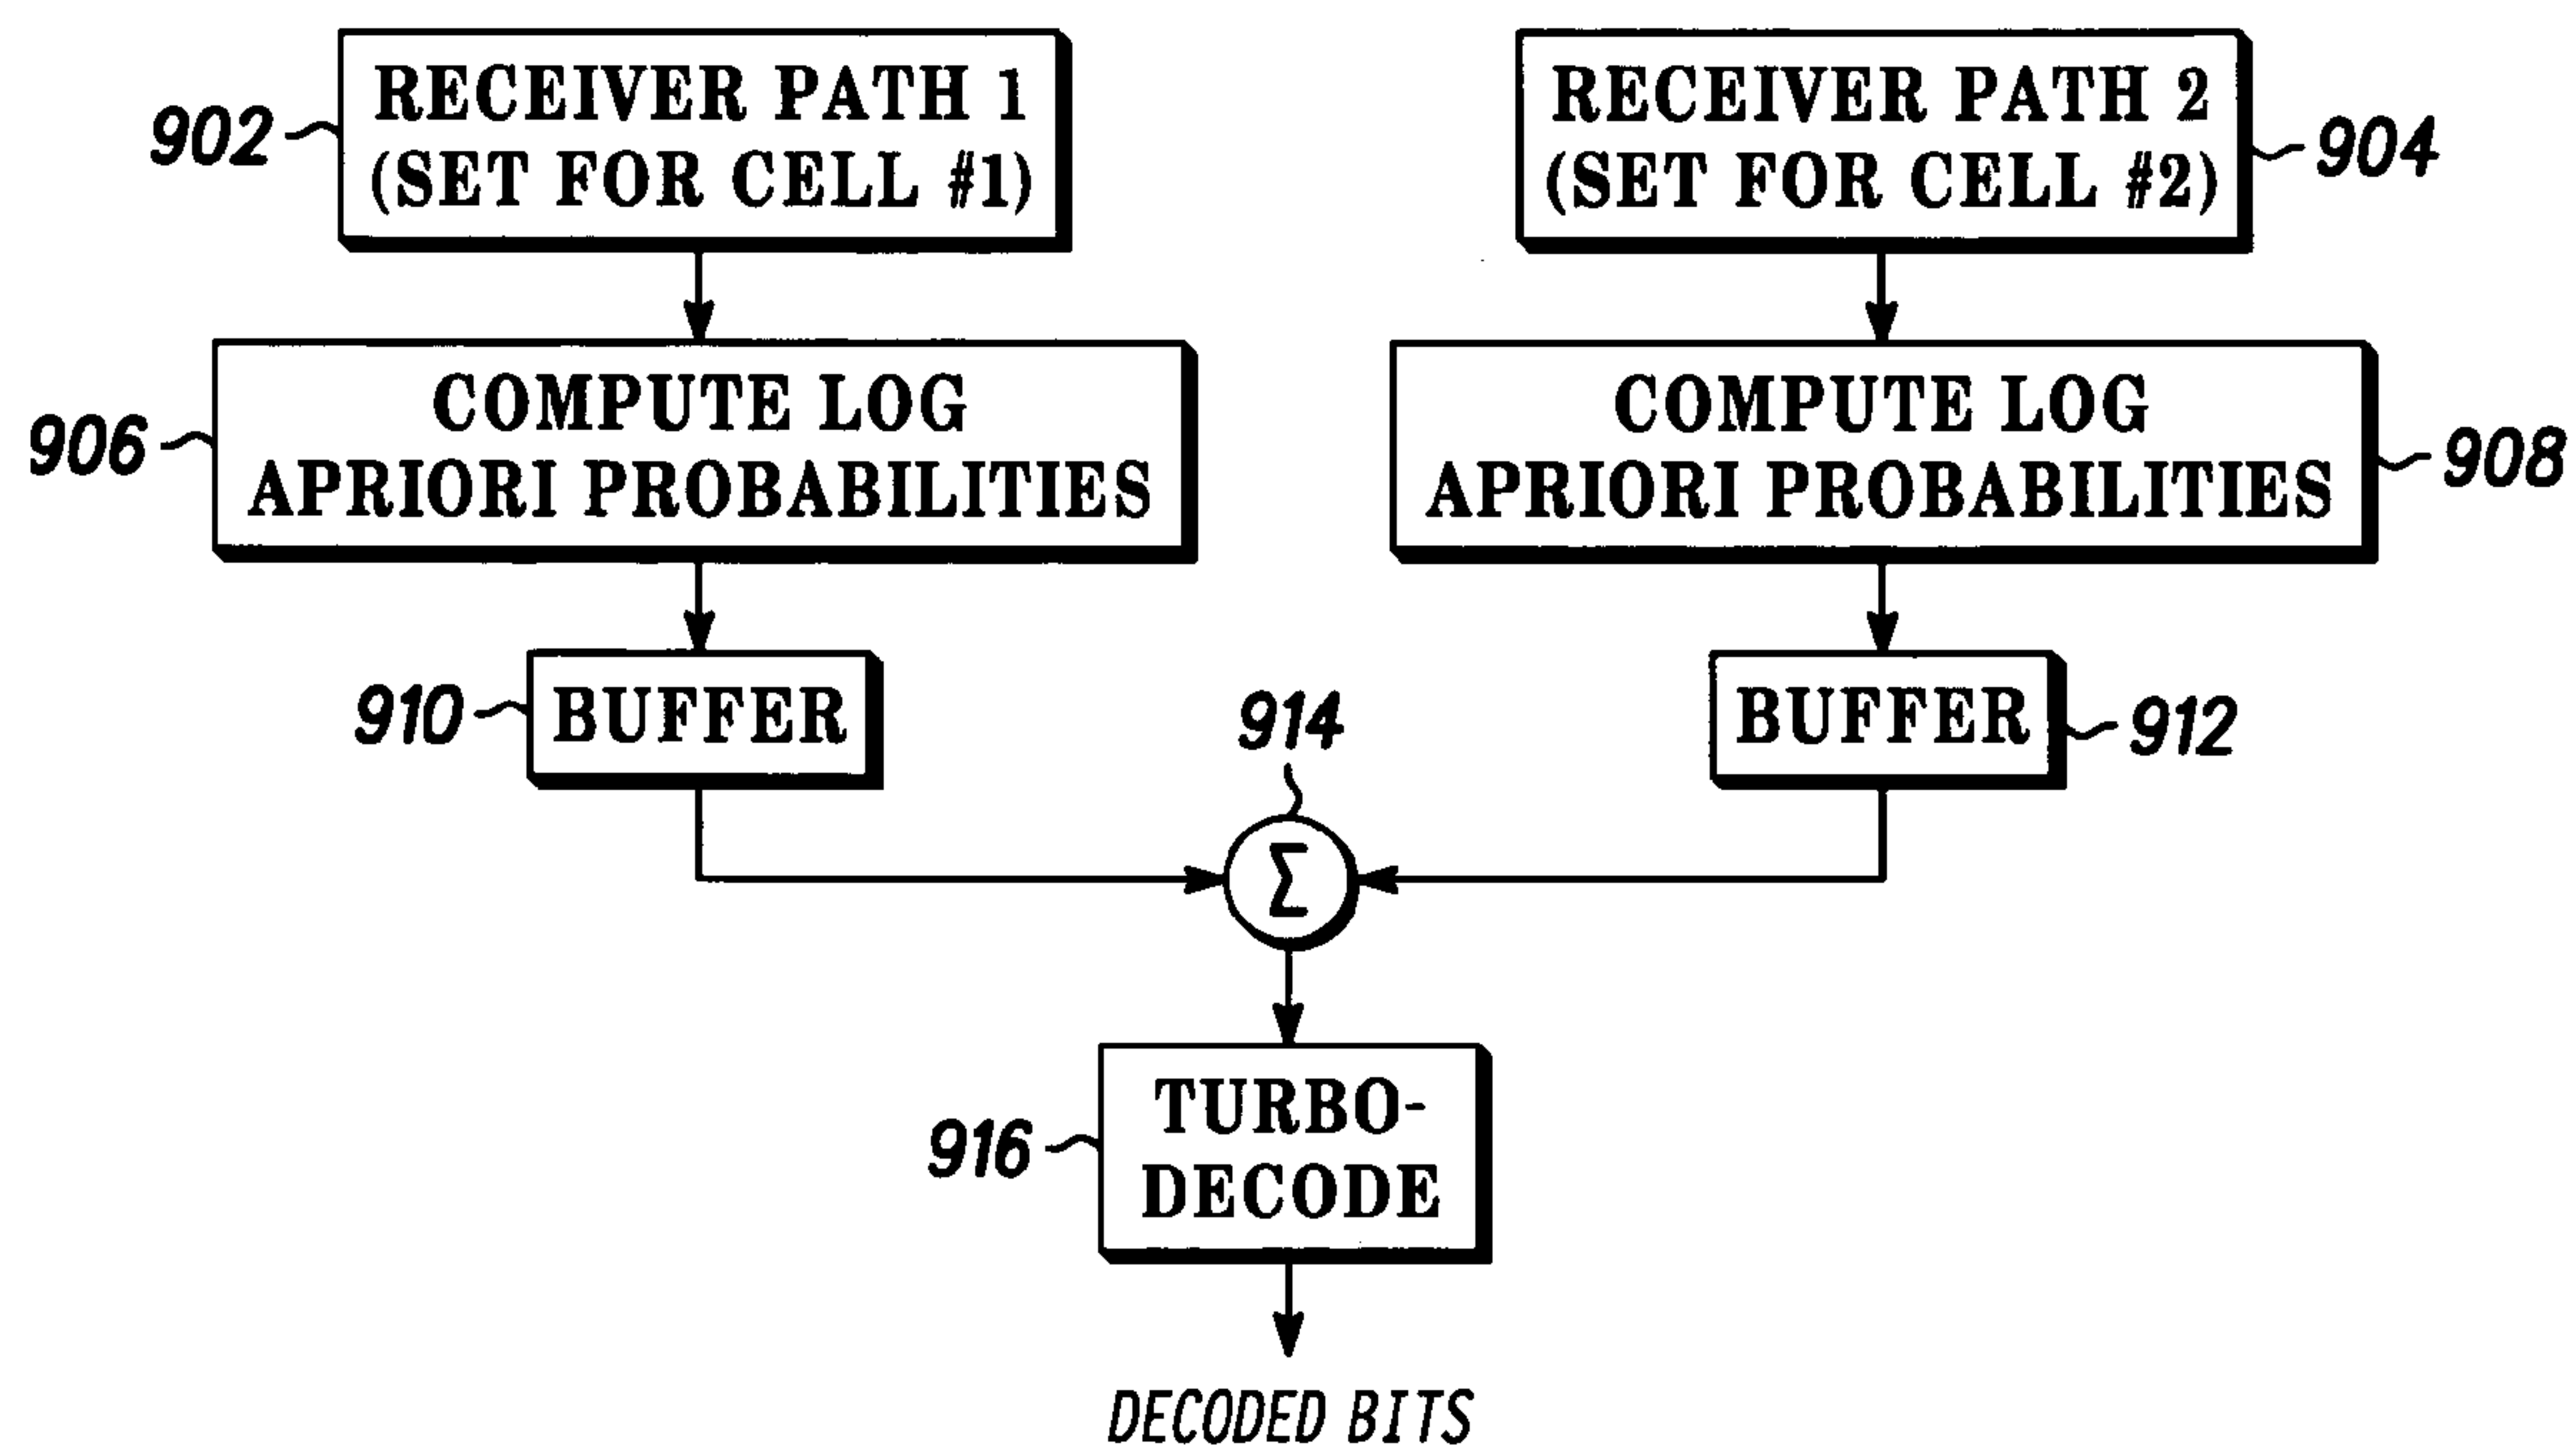 RECEIVER PATH 1
(SET FOR CELL #1)
902
RECEIVER PATH 2
(SET FOR CELL #2)
904
COMPUTE LOG
APRIORI PROBABILITIES
906
COMPUTE LOG
APRIORI PROBABILITIES
908
BUFFER
910
BUFFER
912
914
Σ
TURBO-
DECODE
916
DECODED BITS